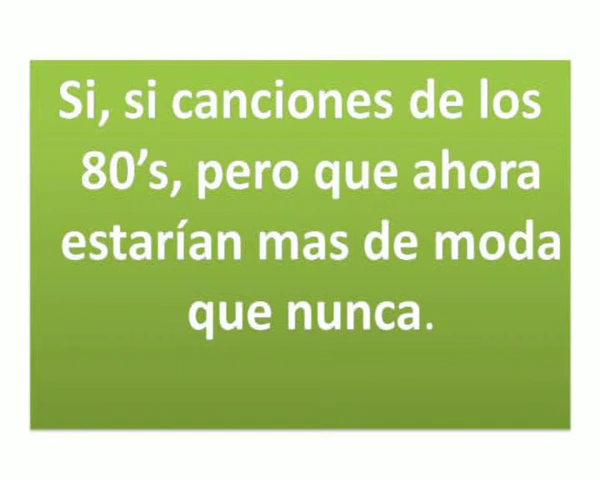 Si, si canciones de los
80’s, pero que ahora
estarían mas de moda
que nunca.